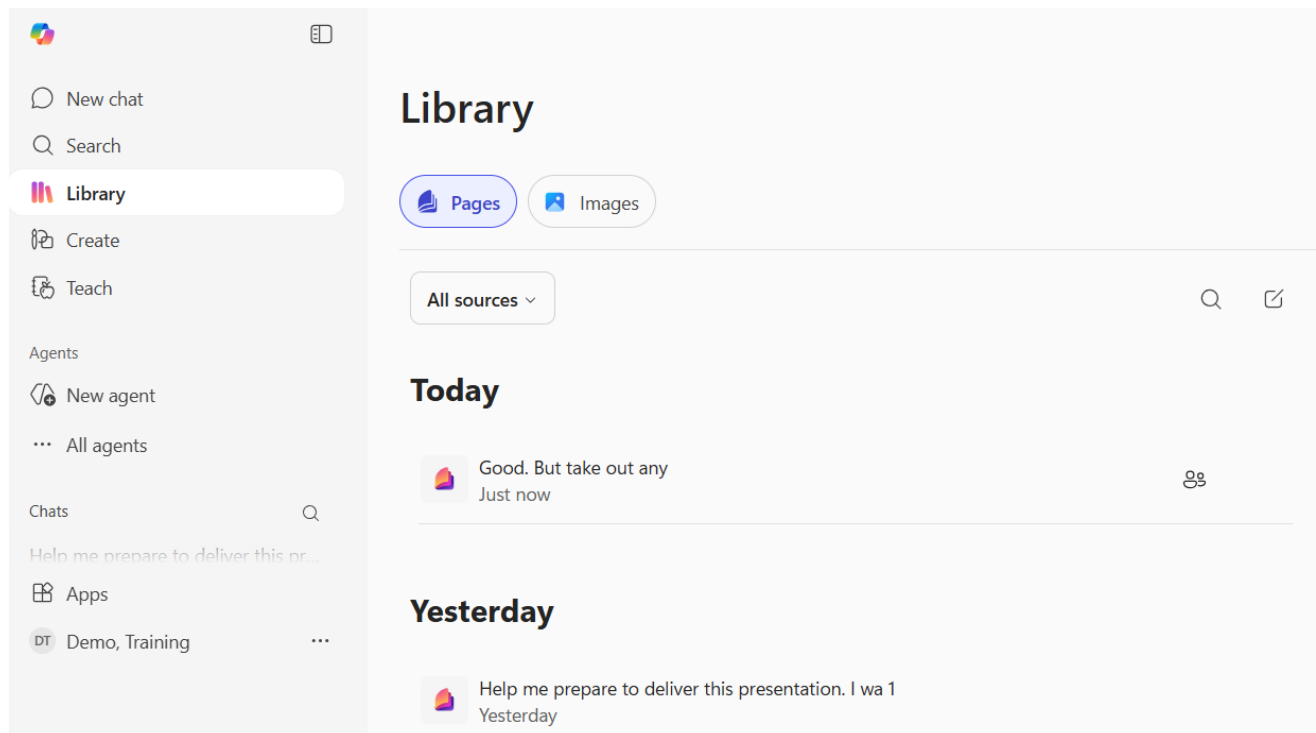 New chat
Search
Library
Create
Teach
Agents
New agent
All agents
Chats
Help me prepare to deliver this pr...
Apps
DT Demo, Training
Library
Pages Images
All sources
Today
Good. But take out any
Just now
Yesterday
Help me prepare to deliver this presentation. I wa 1
Yesterday